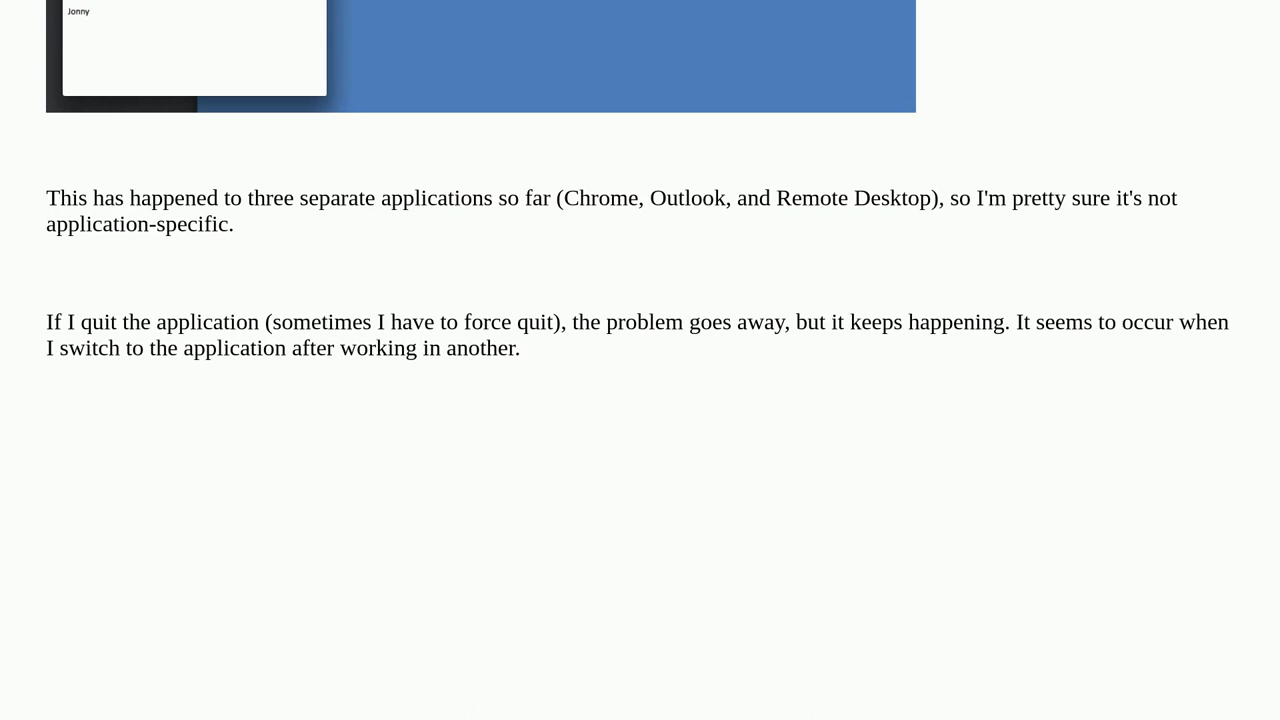 Jonny
This has happened to three separate applications so far (Chrome, Outlook, and Remote Desktop), so I'm pretty sure it's not
application-specific.
If I quit the application (sometimes I have to force quit), the problem goes away, but it keeps happening. It seems to occur when
I switch to the application after working in another.